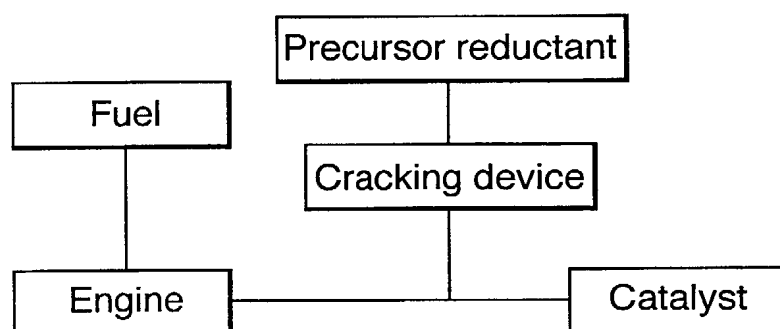 Precursor reductant
Fuel
Cracking device
Engine
Catalyst